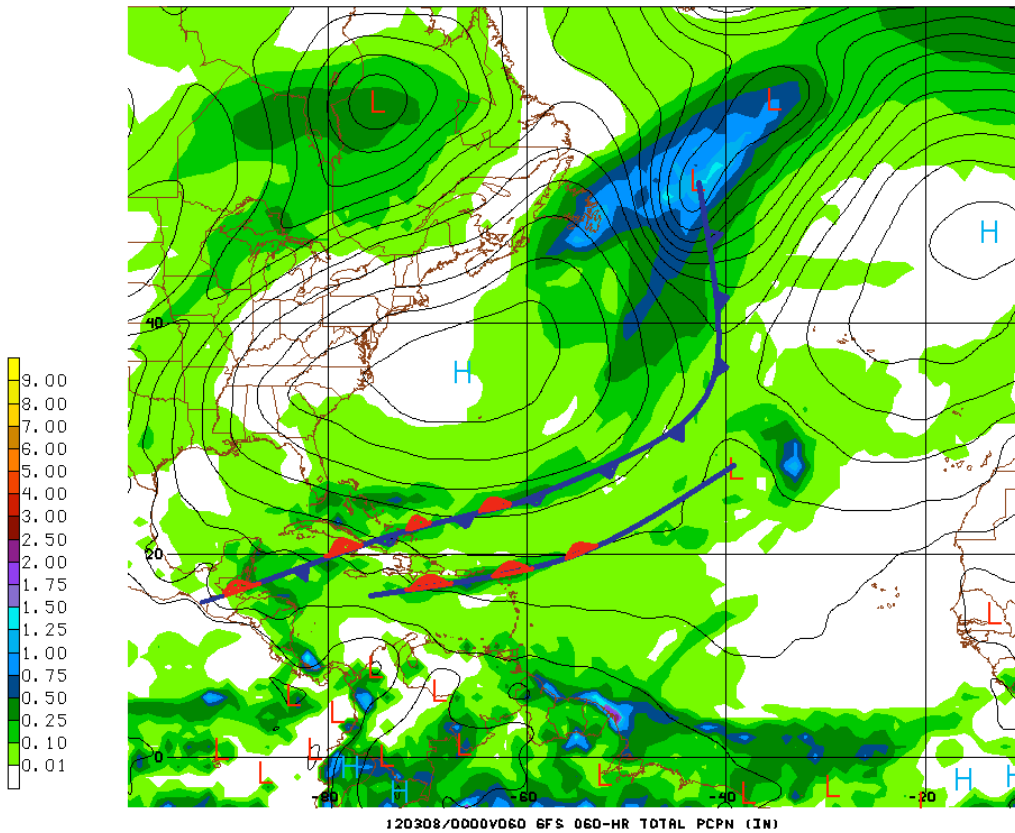 L
L
L
H
40
H
9.00
8.00
7.00
6.00
5.00
4.00
3.00
2.50
2.00
1.75
1.50
1.25
1.00
0.75
0.50
0.25
0.10
0.01
L
20
L
L
L
L
L
L
L
L
L
0
L
H
H
L
H
H
L
L
-80
-60
-40
-20
120308/0000V060 GFS 060-HR TOTAL PCPN (IN)